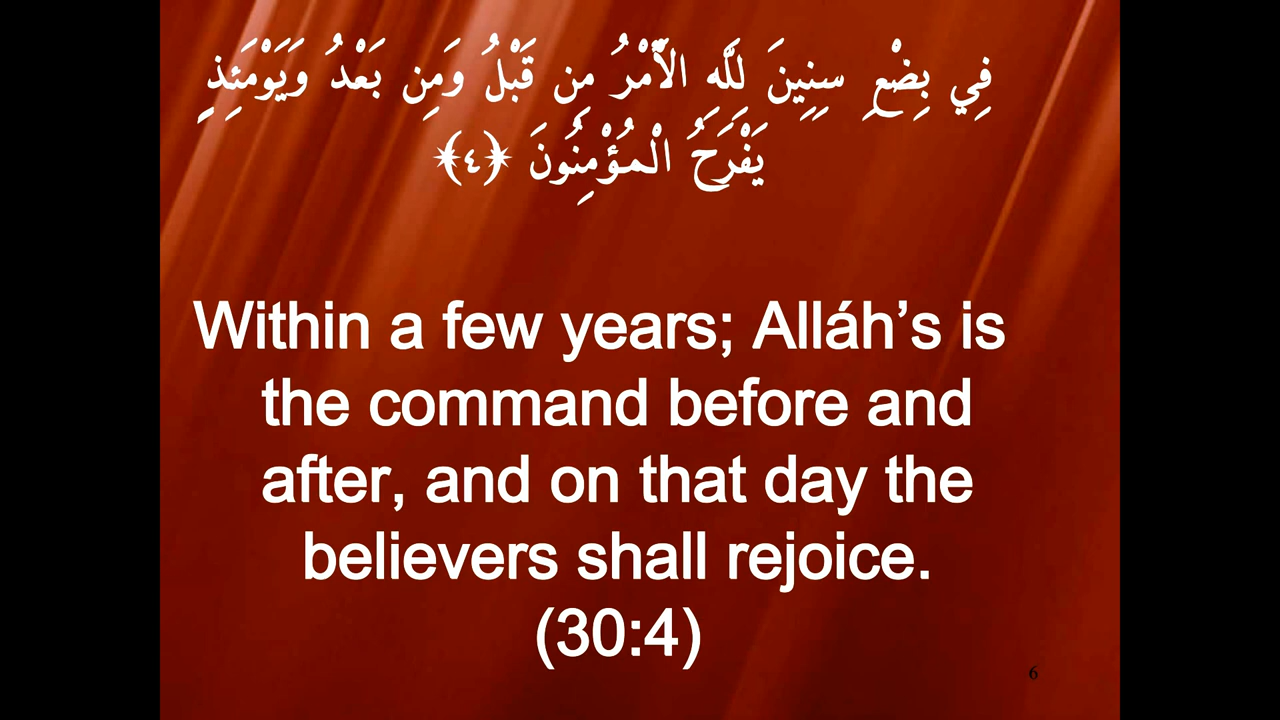 فِي بِضْعِ سِنِينَ لِلَّهِ الْأَمْرُ مِن قَبْلُ وَمِن بَعْدُ وَيَوْمَئِذٍ
يَفْرَحُ الْمُؤْمِنُونَ ﴿٤﴾
Within a few years; Alláh’s is
the command before and
after, and on that day the
believers shall rejoice.
(30:4)
6